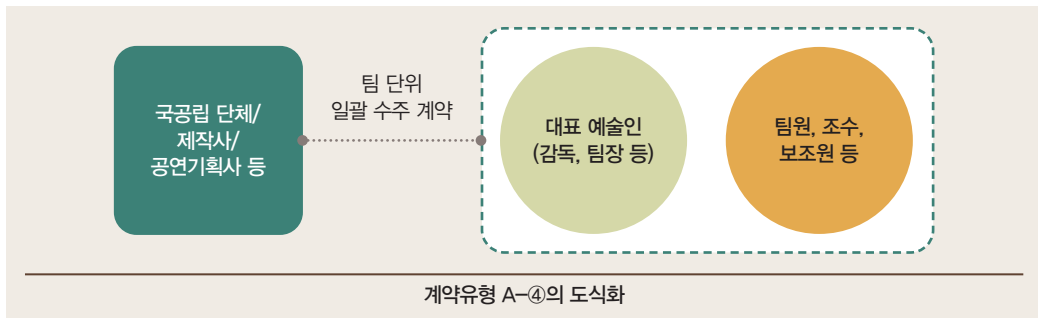 국공립 단체/
제작사/
공연기획사 등
팀 단위
일괄 수주 계약
대표 예술인
(감독, 팀장 등)
팀원, 조수,
보조원 등
계약유형 A–④의 도식화